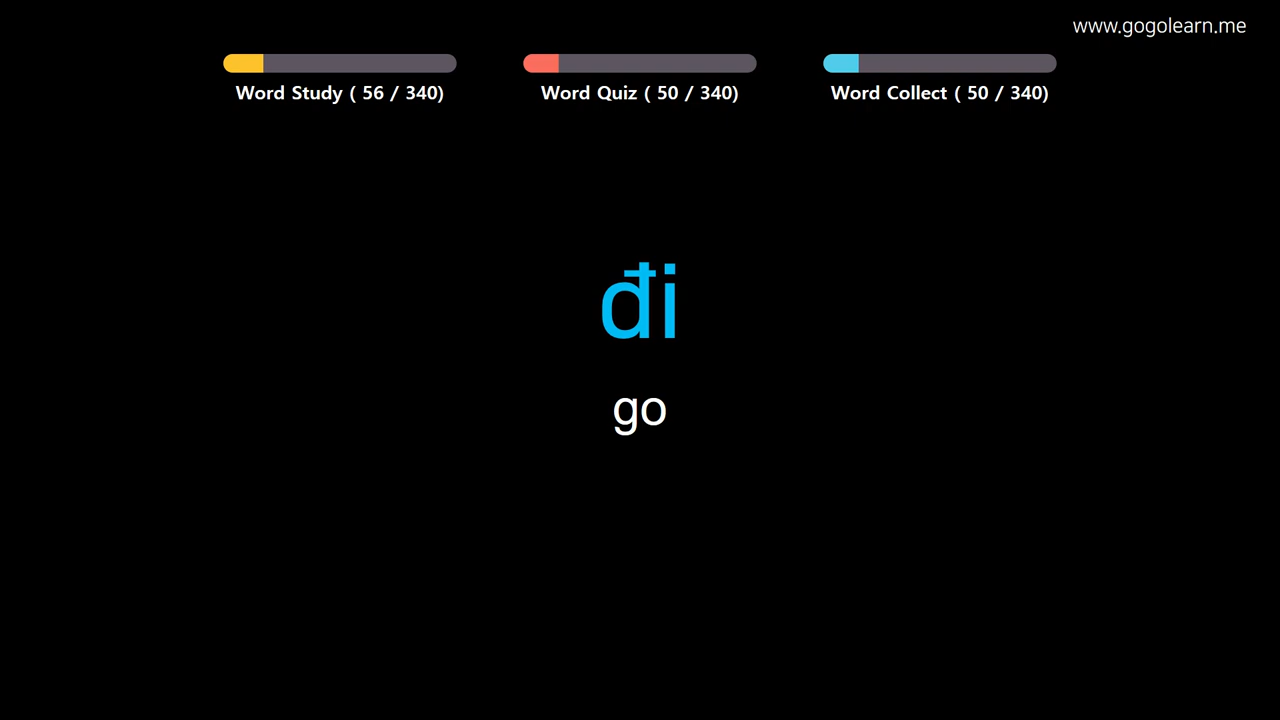 www.gogolearn.me
Word Study ( 56 / 340)
Word Quiz ( 50 / 340)
Word Collect ( 50 / 340)
đi
go